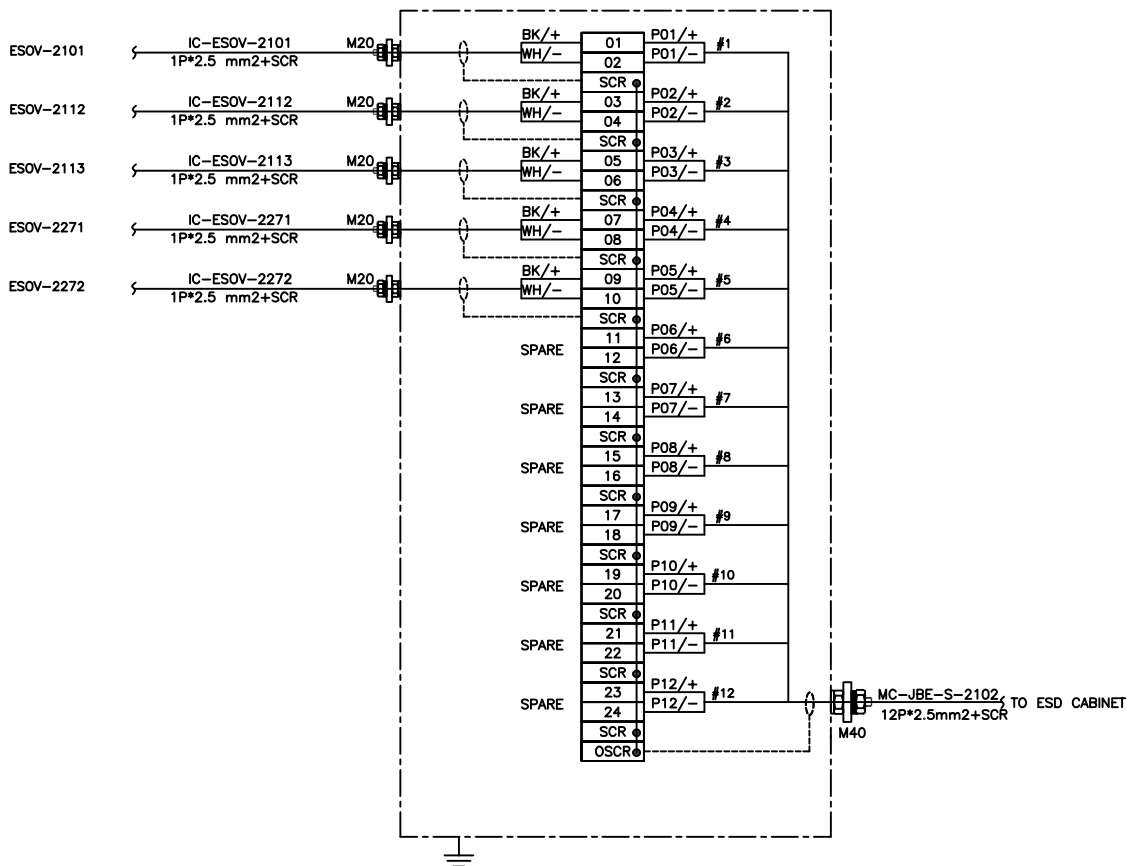 ESOV-2101 IC-ESOV-2101 M20 BK/+ 01 P01/+ #1
1P*2.5 mm2+SCR WH/- 02 P01/-
SCR
ESOV-2112 IC-ESOV-2112 M20 BK/+ 03 P02/+ #2
1P*2.5 mm2+SCR WH/- 04 P02/-
SCR
ESOV-2113 IC-ESOV-2113 M20 BK/+ 05 P03/+ #3
1P*2.5 mm2+SCR WH/- 06 P03/-
SCR
ESOV-2271 IC-ESOV-2271 M20 BK/+ 07 P04/+ #4
1P*2.5 mm2+SCR WH/- 08 P04/-
SCR
ESOV-2272 IC-ESOV-2272 M20 BK/+ 09 P05/+ #5
1P*2.5 mm2+SCR WH/- 10 P05/-
SCR
11 P06/+ #6
SPARE 12 P06/-
SCR
13 P07/+ #7
SPARE 14 P07/-
SCR
15 P08/+ #8
SPARE 16 P08/-
SCR
17 P09/+ #9
SPARE 18 P09/-
SCR
19 P10/+ #10
SPARE 20 P10/-
SCR
21 P11/+ #11
SPARE 22 P11/-
SCR
23 P12/+ #12 MC-JBE-S-2102 TO ESD CABINET
SPARE 24 P12/- 12P*2.5mm2+SCR
SCR M40
OSCR